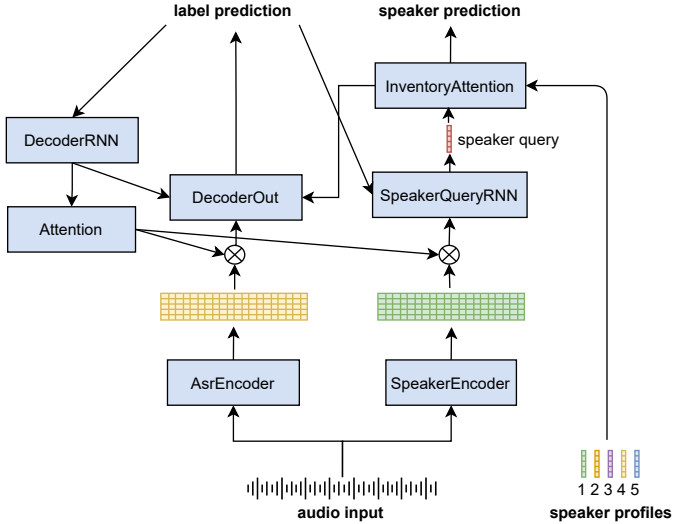 label prediction
speaker prediction
InventoryAttention
DecoderRNN
speaker query
DecoderOut
SpeakerQueryRNN
Attention
AsrEncoder
SpeakerEncoder
1 2 3 4 5
audio input
speaker profiles